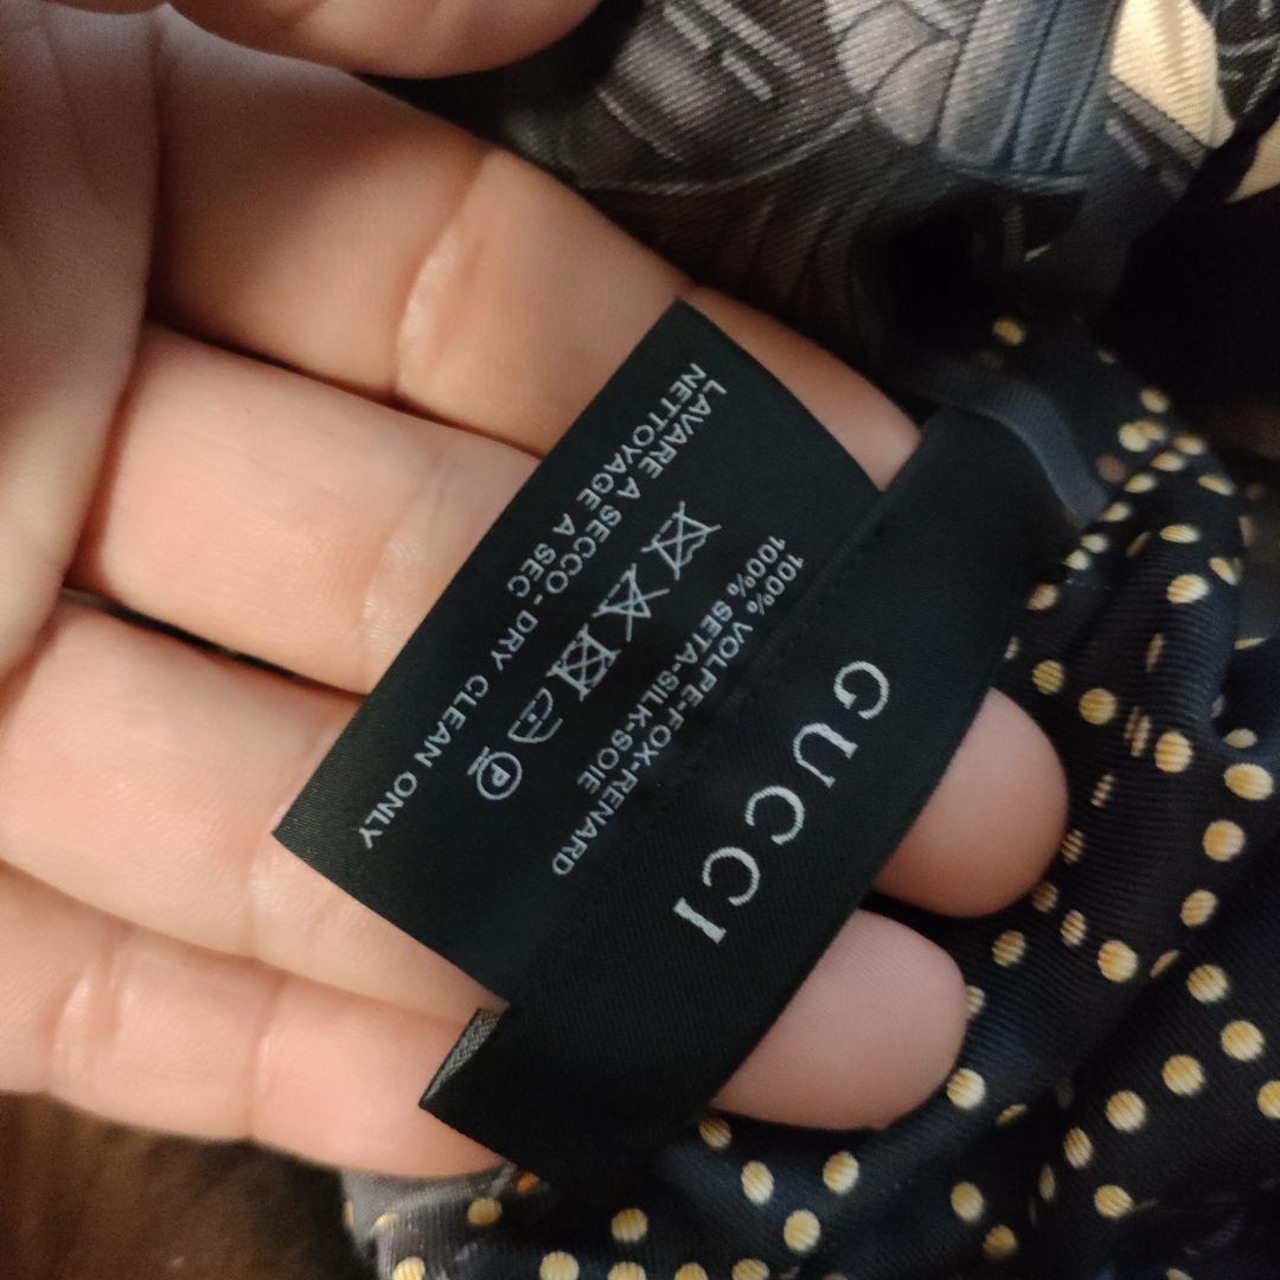 GUCCI
100% VOLPE-FOX-RENARD
100% SETA-SILK-SOIE
P
LAVARE A SECCO - DRY CLEAN ONLY
NETTOYAGE A SEC